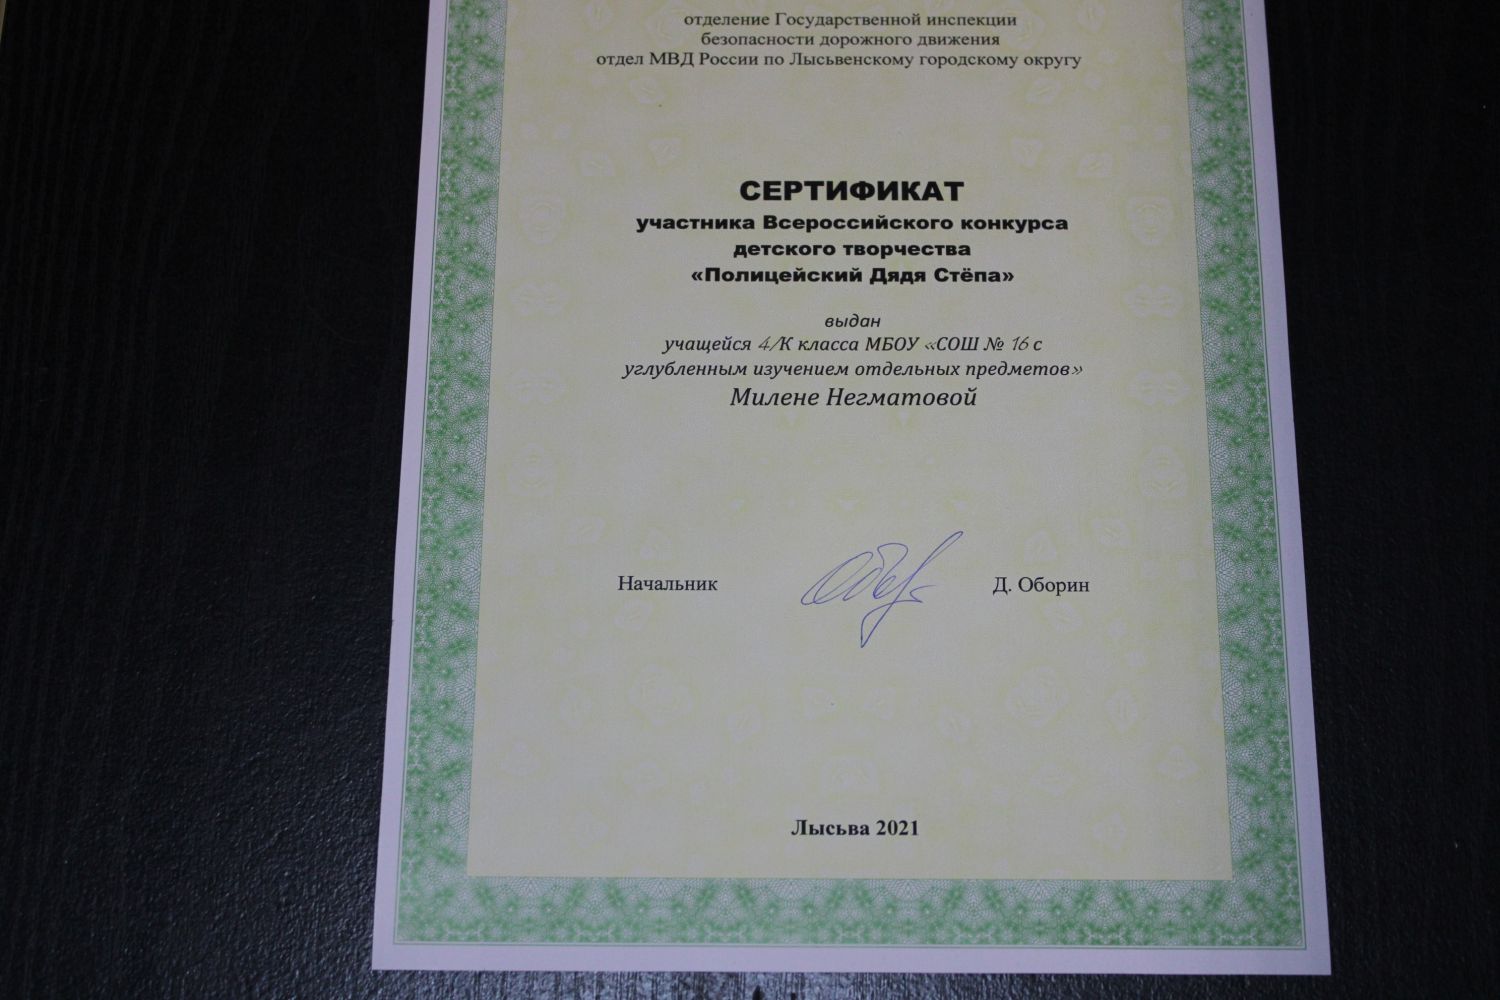 отделение Государственной инспекции
безопасности дорожного движения
отдел МВД России по Лысьвенскому городскому округу
СЕРТИФИКАТ
участника Всероссийского конкурса
детского творчества
«Полицейский Дядя Стёпа»
выдан
учащейся 4/К класса МБОУ «СОШ № 16 с
углубленным изучением отдельных предметов»
Милене Негматовой
Начальник Д. Оборин
Лысьва 2021